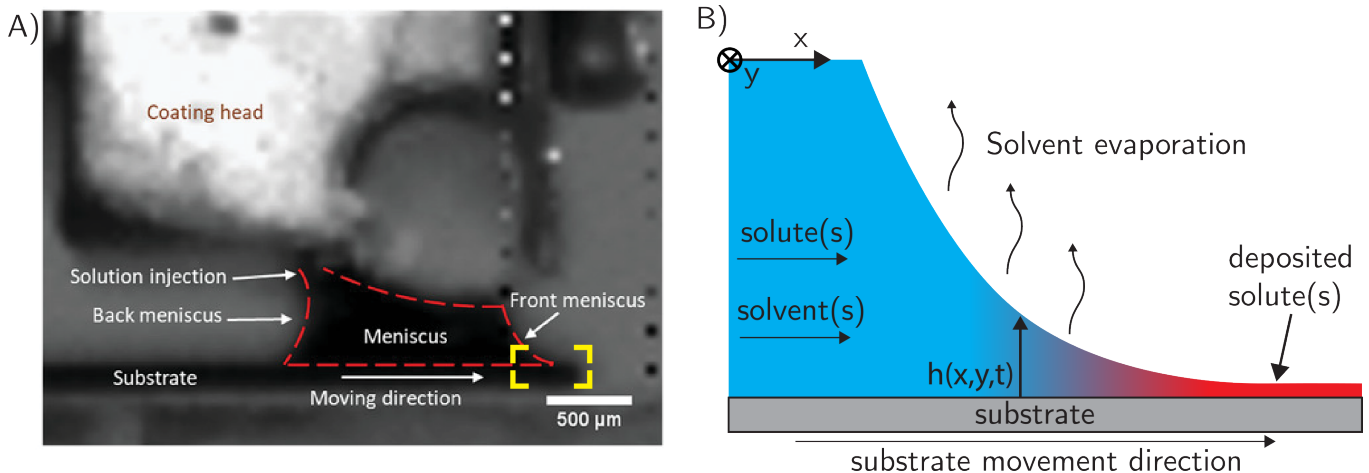 A)
Coating head
Solution injection
Back meniscus
Front meniscus
Meniscus
Substrate
Moving direction
500 µm
B)
x
y
Solvent evaporation
solute(s)
solvent(s)
deposited
solute(s)
h(x,y,t)
substrate
substrate movement direction